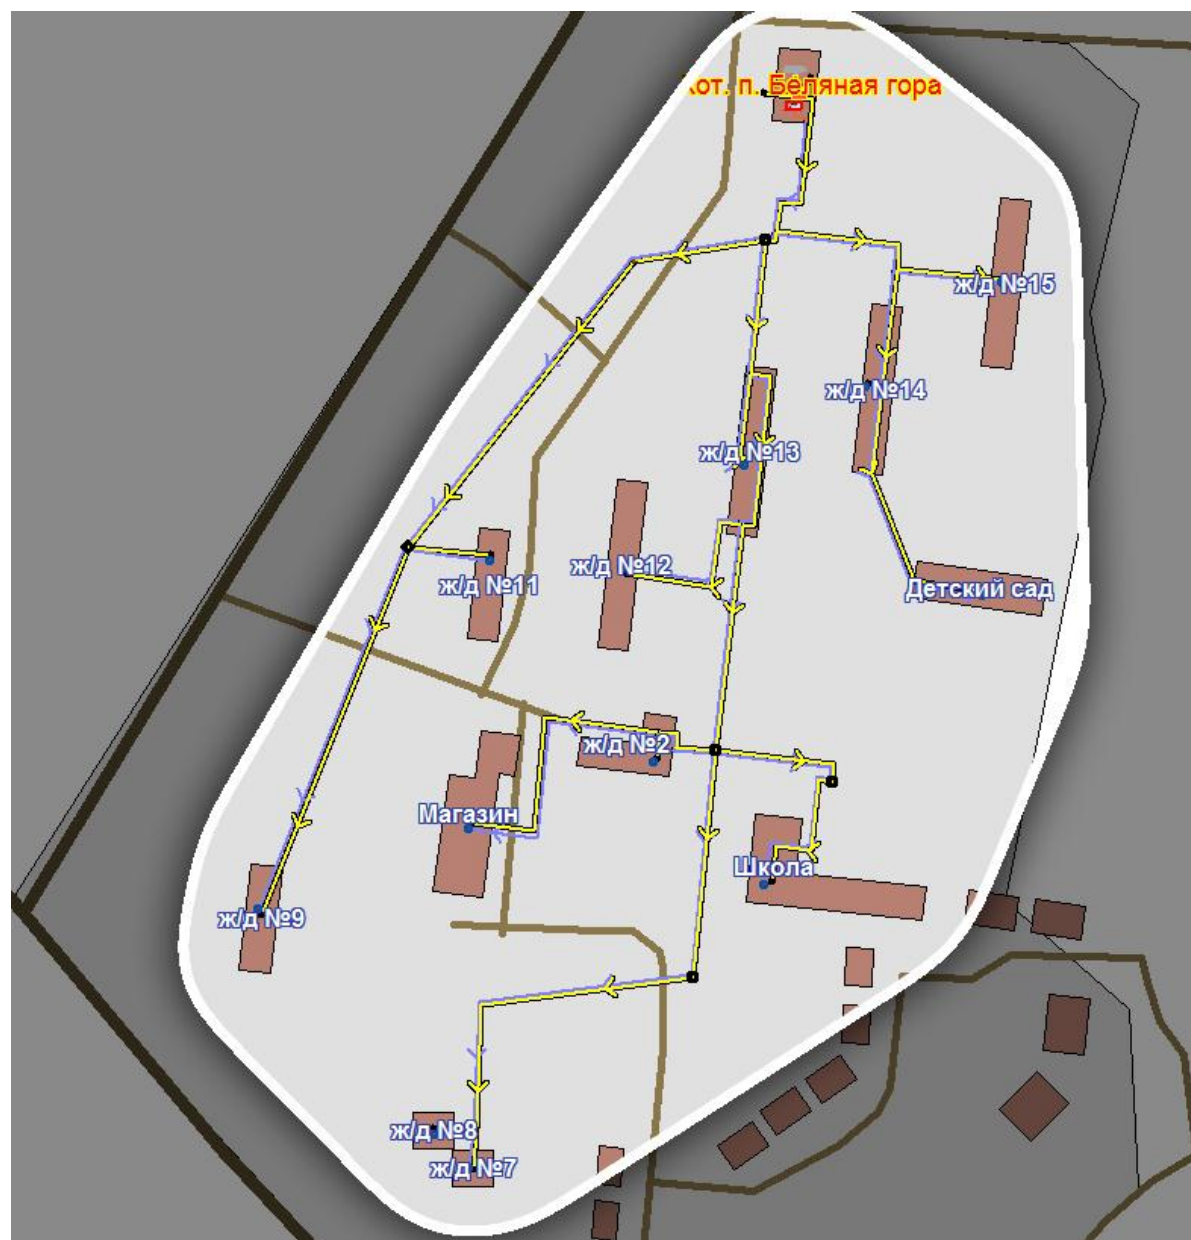 Кот. п. Беляная гора
ж/д №15
ж/д №14
ж/д №13
ж/д №12
ж/д №11
Детский сад
ж/д №2
Магазин
Школа
ж/д №9
ж/д №8
ж/д №7